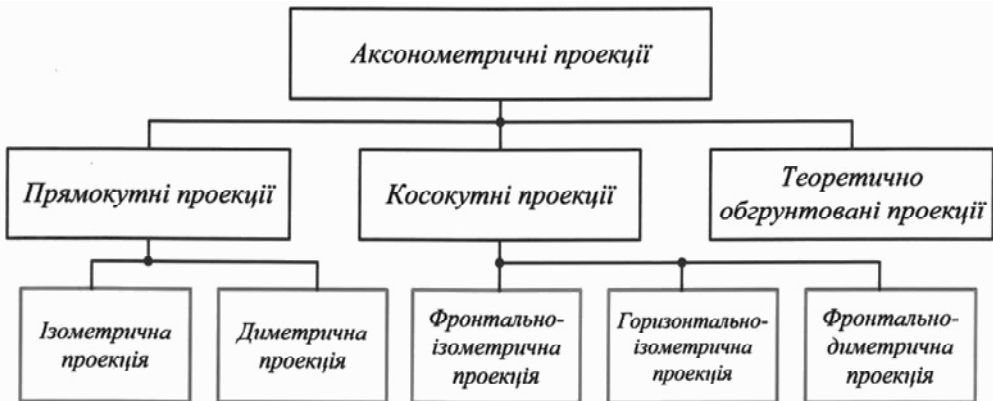 Аксонометричні проекції
Прямокутні проекції
Косокутні проекції
Теоретично
обгрунтовані проекції
Ізометрична
проекція
Диметрична
проекція
Фронтально-
ізометрична
проекція
Горизонтально-
ізометрична
проекція
Фронтально-
диметрична
проекція